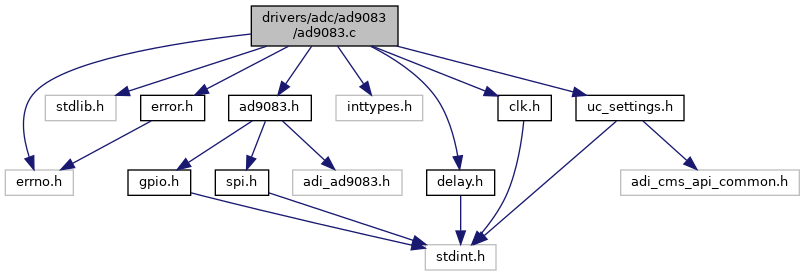 drivers/adc/ad9083
/ad9083.c
stdlib.h
error.h
ad9083.h
inttypes.h
clk.h
uc_settings.h
errno.h
gpio.h
spi.h
adi_ad9083.h
delay.h
adi_cms_api_common.h
stdint.h